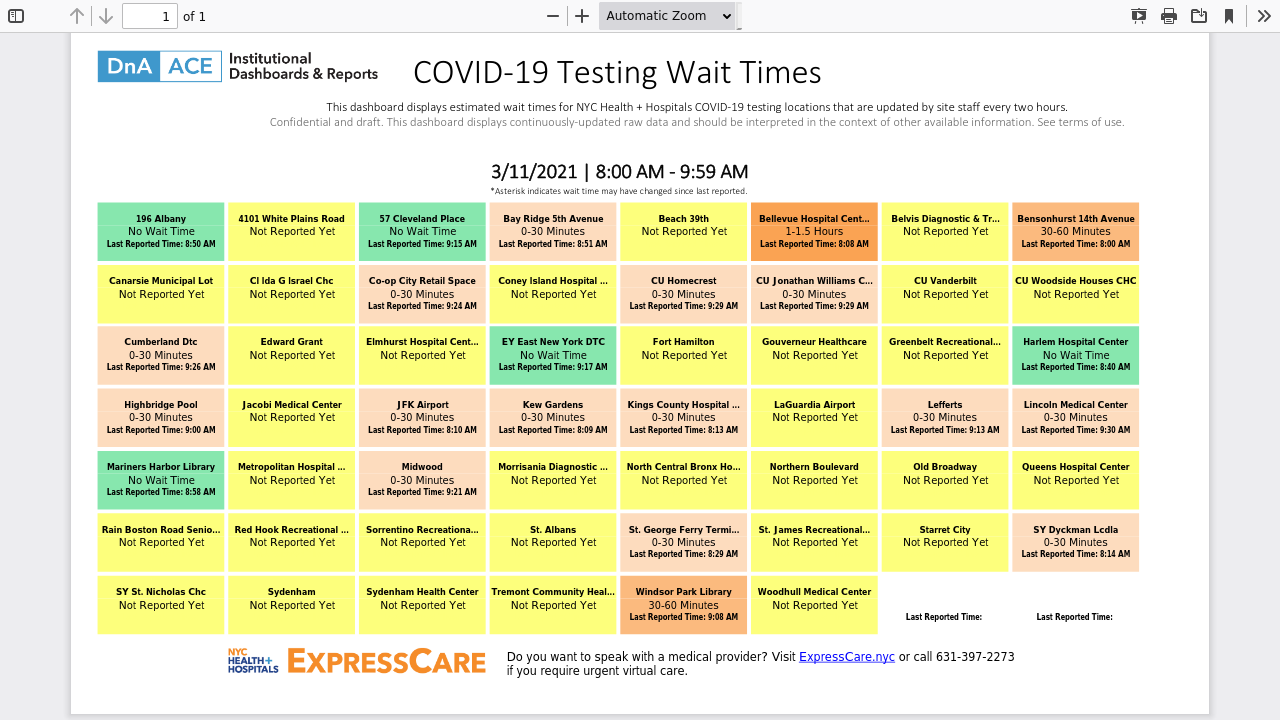 1 of 1
Automatic Zoom
DnA ACE Institutional
Dashboards & Reports
COVID-19 Testing Wait Times
This dashboard displays estimated wait times for NYC Health + Hospitals COVID-19 testing locations that are updated by site staff every two hours.
Confidential and draft. This dashboard displays continuously-updated raw data and should be interpreted in the context of other available information. See terms of use.
3/11/2021 | 8:00 AM - 9:59 AM
*Asterisk indicates wait time may have changed since last reported.
196 Albany
No Wait Time
Last Reported Time: 8:50 AM
4101 White Plains Road
Not Reported Yet
57 Cleveland Place
No Wait Time
Last Reported Time: 9:15 AM
Bay Ridge 5th Avenue
0-30 Minutes
Last Reported Time: 8:51 AM
Beach 39th
Not Reported Yet
Bellevue Hospital Cent...
1-1.5 Hours
Last Reported Time: 8:08 AM
Belvis Diagnostic & Tr...
Not Reported Yet
Bensonhurst 14th Avenue
30-60 Minutes
Last Reported Time: 8:00 AM
Canarsie Municipal Lot
Not Reported Yet
CI Ida G Israel Chc
Not Reported Yet
Co-op City Retail Space
0-30 Minutes
Last Reported Time: 9:24 AM
Coney Island Hospital ...
Not Reported Yet
CU Homecrest
0-30 Minutes
Last Reported Time: 9:29 AM
CU Jonathan Williams C...
0-30 Minutes
Last Reported Time: 9:29 AM
CU Vanderbilt
Not Reported Yet
CU Woodside Houses CHC
Not Reported Yet
Cumberland Dtc
0-30 Minutes
Last Reported Time: 9:26 AM
Edward Grant
Not Reported Yet
Elmhurst Hospital Cent...
Not Reported Yet
EY East New York DTC
No Wait Time
Last Reported Time: 9:17 AM
Fort Hamilton
Not Reported Yet
Gouverneur Healthcare
Not Reported Yet
Greenbelt Recreational...
Not Reported Yet
Harlem Hospital Center
No Wait Time
Last Reported Time: 8:40 AM
Highbridge Pool
0-30 Minutes
Last Reported Time: 9:00 AM
Jacobi Medical Center
Not Reported Yet
JFK Airport
0-30 Minutes
Last Reported Time: 8:10 AM
Kew Gardens
0-30 Minutes
Last Reported Time: 8:09 AM
Kings County Hospital ...
0-30 Minutes
Last Reported Time: 8:13 AM
LaGuardia Airport
Not Reported Yet
Lefferts
0-30 Minutes
Last Reported Time: 9:13 AM
Lincoln Medical Center
0-30 Minutes
Last Reported Time: 9:30 AM
Mariners Harbor Library
No Wait Time
Last Reported Time: 8:58 AM
Metropolitan Hospital ...
Not Reported Yet
Midwood
0-30 Minutes
Last Reported Time: 9:21 AM
Morrisania Diagnostic ...
Not Reported Yet
North Central Bronx Ho...
Not Reported Yet
Northern Boulevard
Not Reported Yet
Old Broadway
Not Reported Yet
Queens Hospital Center
Not Reported Yet
Rain Boston Road Senio...
Not Reported Yet
Red Hook Recreational ...
Not Reported Yet
Sorrentino Recreationa...
Not Reported Yet
St. Albans
Not Reported Yet
St. George Ferry Termi...
0-30 Minutes
Last Reported Time: 8:29 AM
St. James Recreational...
Not Reported Yet
Starret City
Not Reported Yet
SY Dyckman Lcdla
0-30 Minutes
Last Reported Time: 8:14 AM
SY St. Nicholas Chc
Not Reported Yet
Sydenham
Not Reported Yet
Sydenham Health Center
Not Reported Yet
Tremont Community Heal...
Not Reported Yet
Windsor Park Library
30-60 Minutes
Last Reported Time: 9:08 AM
Woodhull Medical Center
Not Reported Yet
Last Reported Time:
Last Reported Time:
NYC
HEALTH+
HOSPITALS
EXPRESSCARE
Do you want to speak with a medical provider? Visit ExpressCare.nyc or call 631-397-2273
if you require urgent virtual care.